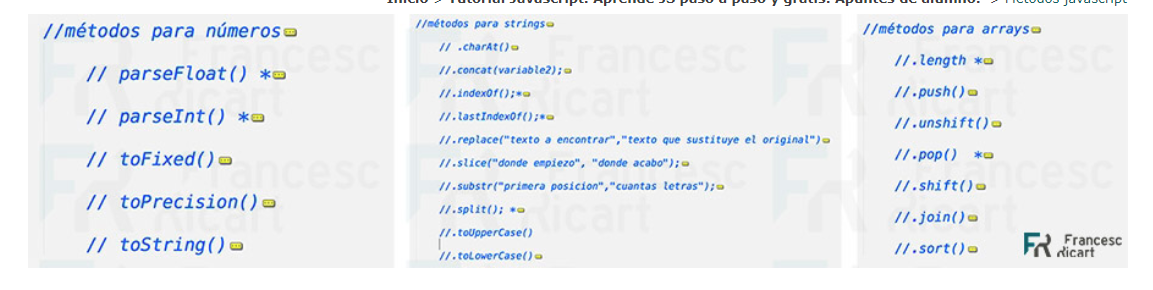 Inicio > Tutorial Javascript. Aprende JS paso a paso y gratis. Apuntes de alumno. > Métodos javascript
//métodos para números
// parseFloat() *
// parseInt() *
// toFixed()
// toPrecision()
// toString()
//métodos para strings
// .charAt()
//.concat(variable2);
//.indexOf();*
//.lastIndexOf();*
//.replace("texto a encontrar","texto que sustituye el original")
//.slice("donde empiezo", "donde acabo");
//.substr("primera posicion","cuantas letras");
//.split(); *
//.toUpperCase()
//.toLowerCase()
//métodos para arrays
//.length *
//.push()
//.unshift()
//.pop() *
//.shift()
//.join()
//.sort()
FR Francesc
Ricart